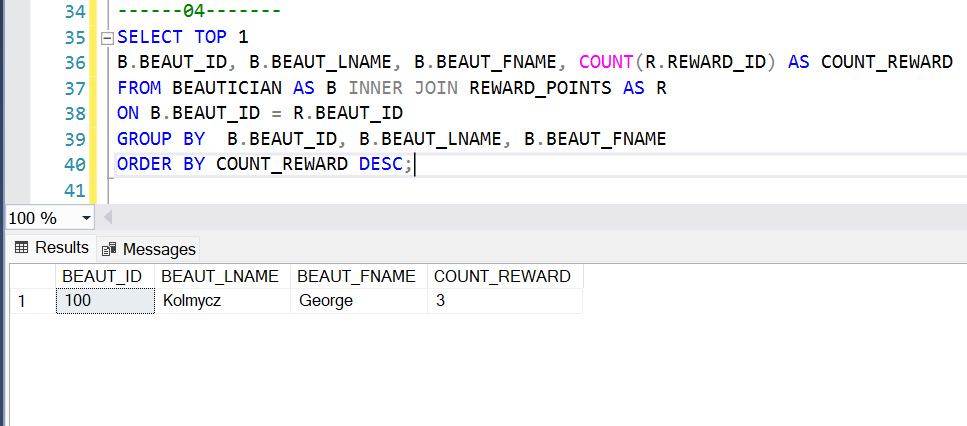 34 ------04-------
35 SELECT TOP 1
36 B.BEAUT_ID, B.BEAUT_LNAME, B.BEAUT_FNAME, COUNT(R.REWARD_ID) AS COUNT_REWARD
37 FROM BEAUTICIAN AS B INNER JOIN REWARD_POINTS AS R
38 ON B.BEAUT_ID = R.BEAUT_ID
39 GROUP BY  B.BEAUT_ID, B.BEAUT_LNAME, B.BEAUT_FNAME
40 ORDER BY COUNT_REWARD DESC;
41
100 %
Results Messages
BEAUT_ID BEAUT_LNAME BEAUT_FNAME COUNT_REWARD
1 100 Kolmycz George 3